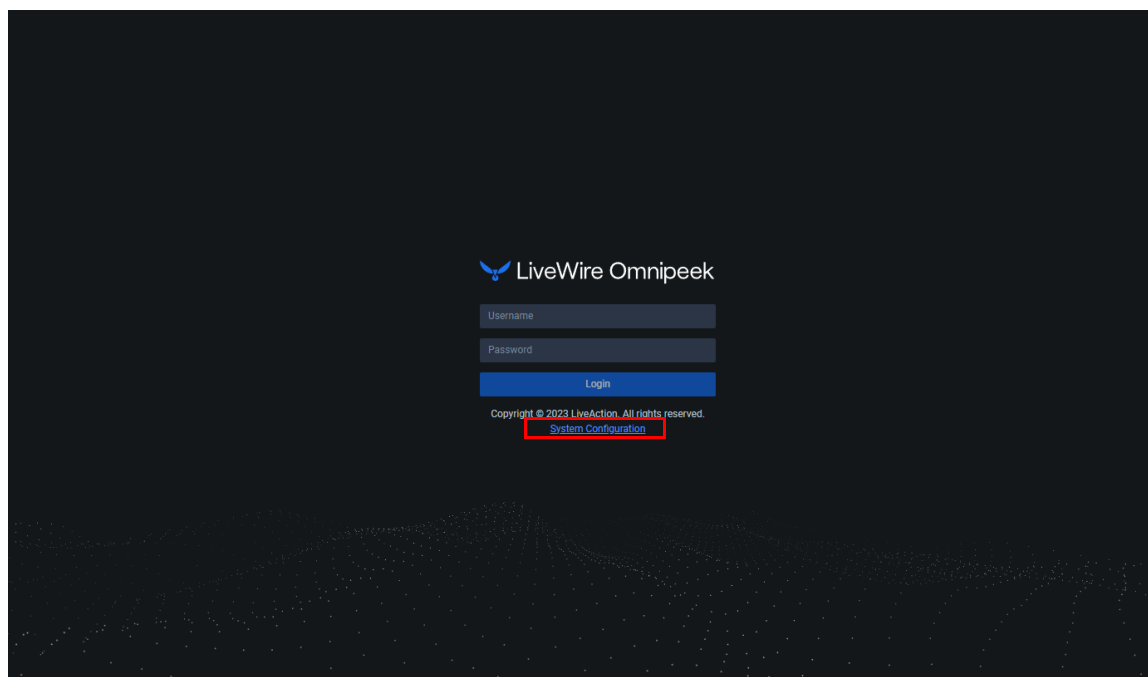 LiveWire Omnipeek
Username
Password
Login
Copyright © 2023 LiveAction. All rights reserved.
System Configuration